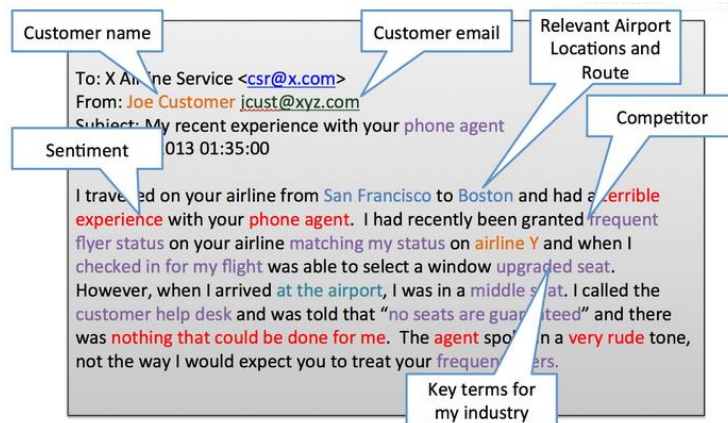 Customer name
Customer email
Relevant Airport
Locations and
Route
To: X Airline Service <csr@x.com>
From: Joe Customer jcust@xyz.com
Competitor
Subject: My recent experience with your phone agent
Sentiment
2013 01:35:00
I travelled on your airline from San Francisco to Boston and had a terrible
experience with your phone agent. I had recently been granted frequent
flyer status on your airline matching my status on airline Y and when I
checked in for my flight was able to select a window upgraded seat.
However, when I arrived at the airport, I was in a middle seat. I called the
customer help desk and was told that “no seats are guaranteed” and there
was nothing that could be done for me. The agent spoke in a very rude tone,
not the way I would expect you to treat your frequent flyers.
Key terms for
my industry